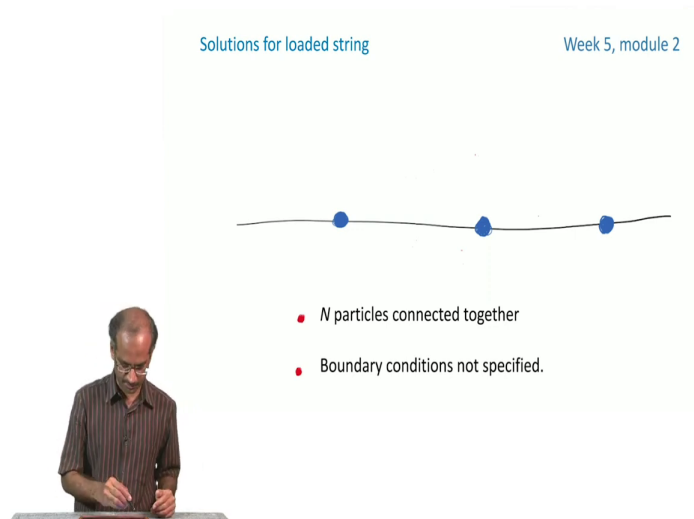 Solutions for loaded string
Week 5, module 2
N particles connected together
Boundary conditions not specified.